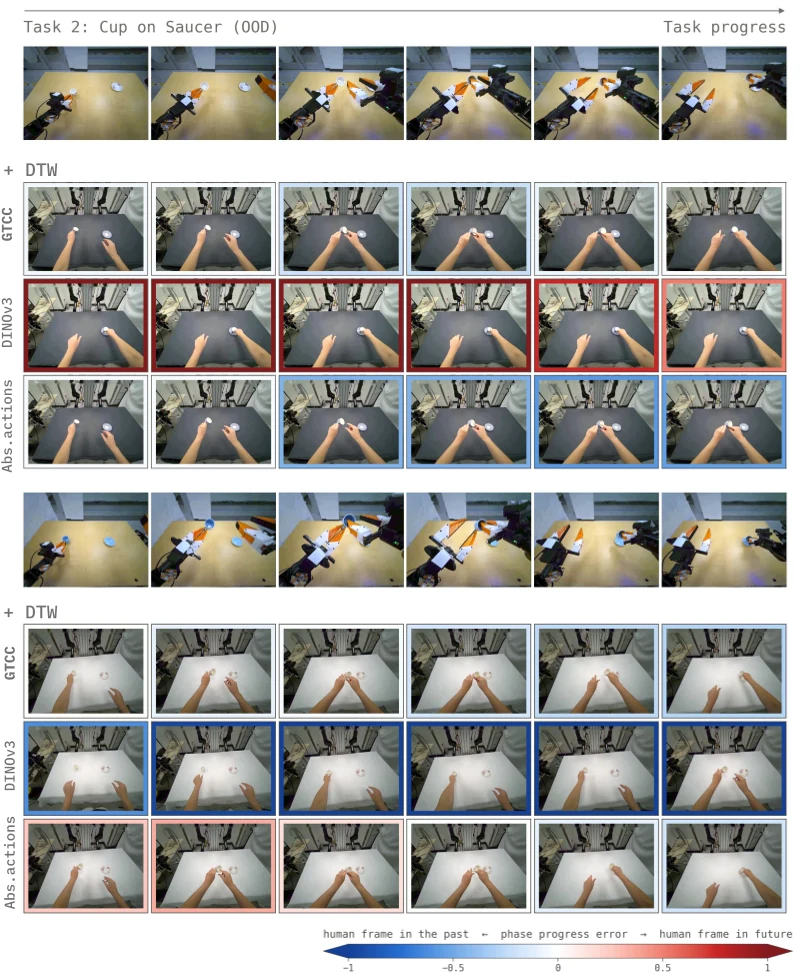 Task 2: Cup on Saucer (OOD)
Task progress
+ DTW
GTCC
DINOv3
Abs.actions
+ DTW
GTCC
DINOv3
Abs.actions
human frame in the past ← phase progress error → human frame in future
−1 −0.5 0 0.5 1